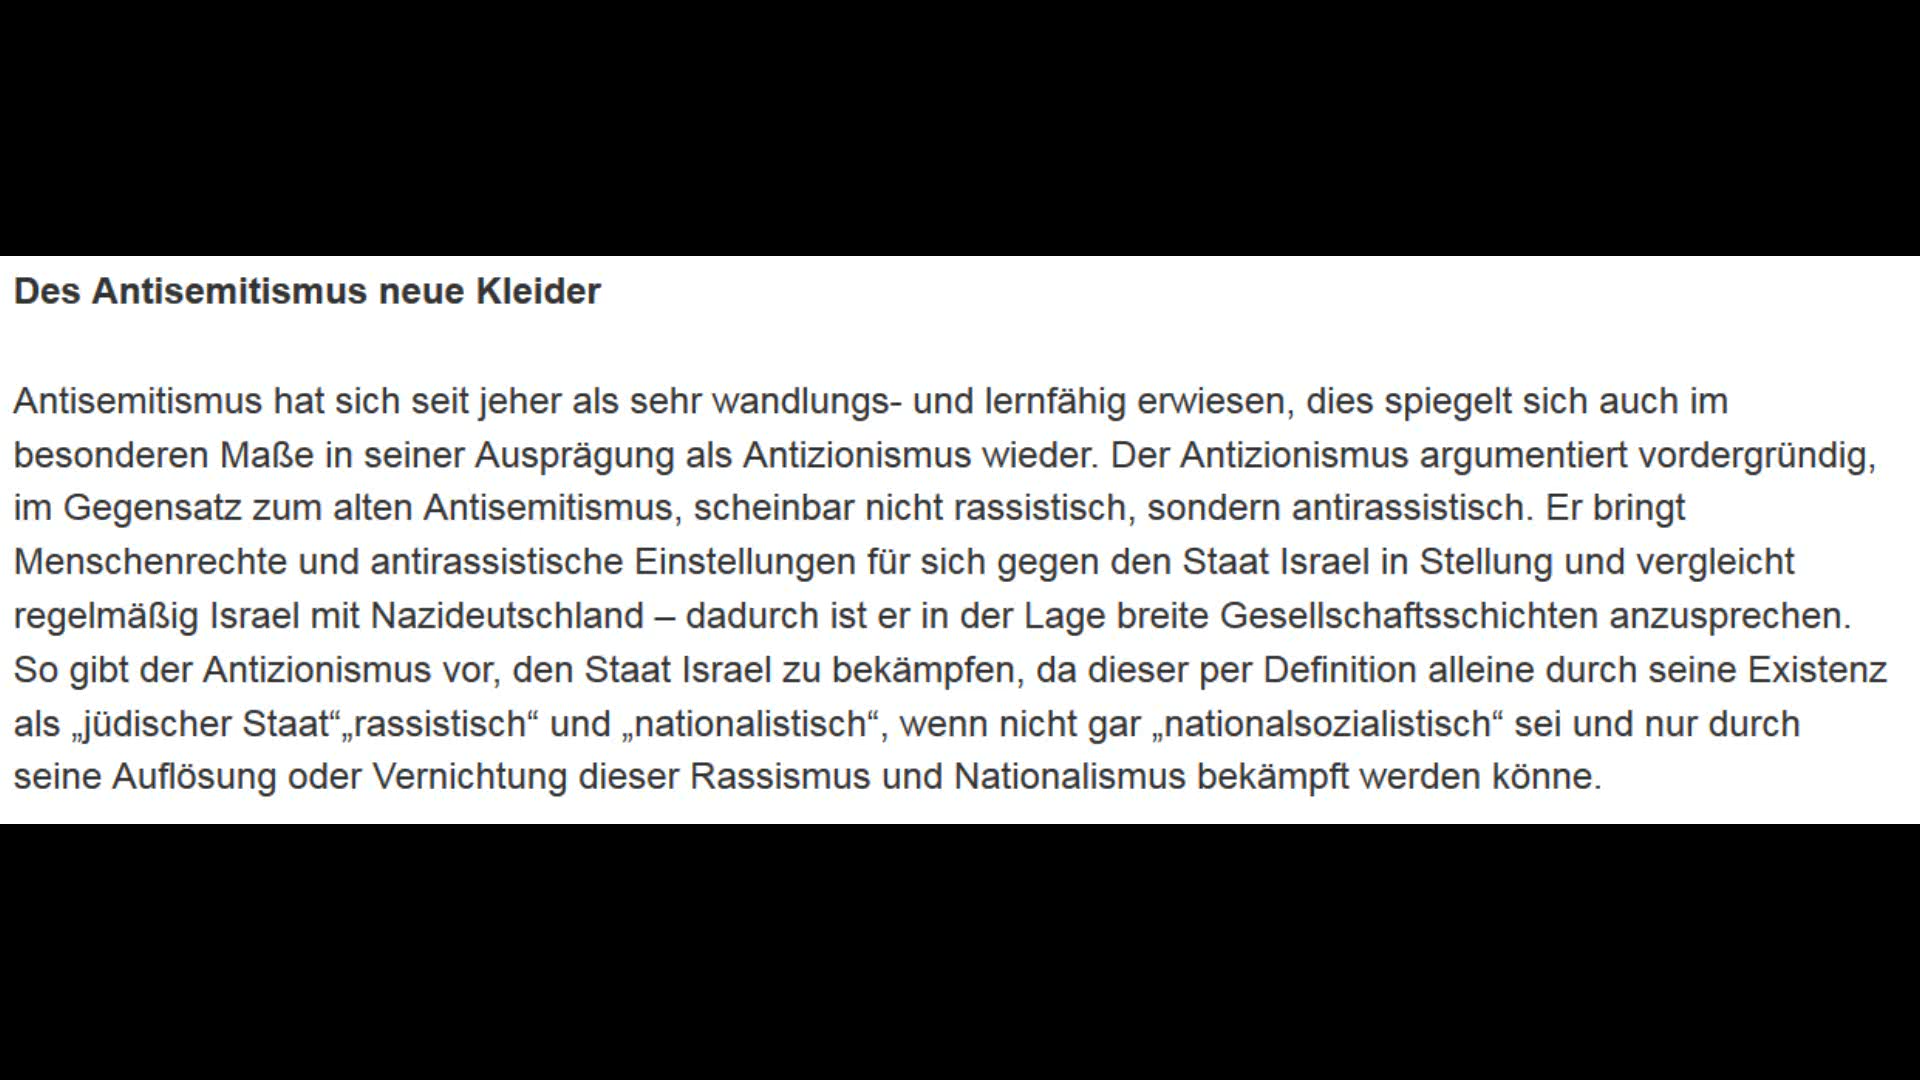 Des Antisemitismus neue Kleider
Antisemitismus hat sich seit jeher als sehr wandlungs- und lernfähig erwiesen, dies spiegelt sich auch im
besonderen Maße in seiner Ausprägung als Antizionismus wieder. Der Antizionismus argumentiert vordergründig,
im Gegensatz zum alten Antisemitismus, scheinbar nicht rassistisch, sondern antirassistisch. Er bringt
Menschenrechte und antirassistische Einstellungen für sich gegen den Staat Israel in Stellung und vergleicht
regelmäßig Israel mit Nazideutschland – dadurch ist er in der Lage breite Gesellschaftsschichten anzusprechen.
So gibt der Antizionismus vor, den Staat Israel zu bekämpfen, da dieser per Definition alleine durch seine Existenz
als „jüdischer Staat“„rassistisch“ und „nationalistisch“, wenn nicht gar „nationalsozialistisch“ sei und nur durch
seine Auflösung oder Vernichtung dieser Rassismus und Nationalismus bekämpft werden könne.